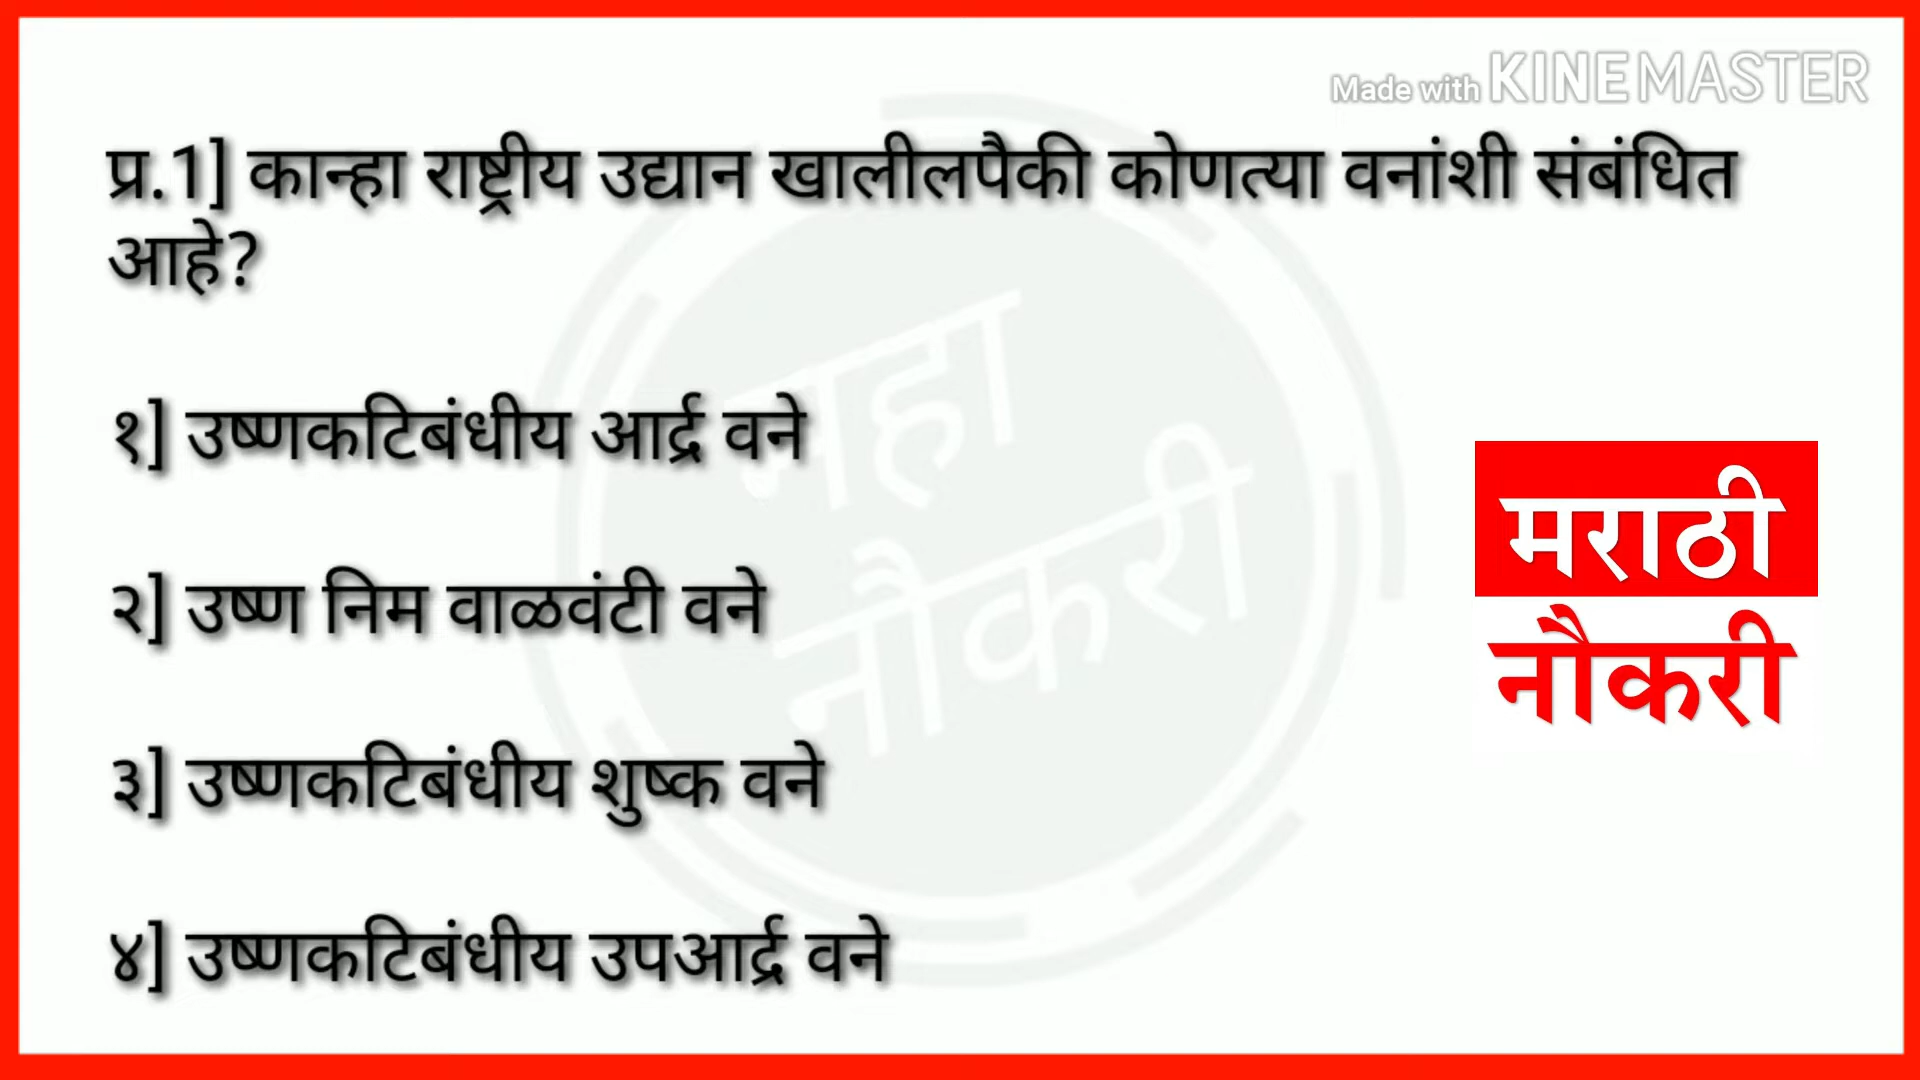 Made with KINEMASTER
प्र.1] कान्हा राष्ट्रीय उद्यान खालीलपैकी कोणत्या वनांशी संबंधित
आहे?
महा
नौकरी
१] उष्णकटिबंधीय आर्द्र वने
२] उष्ण निम वाळवंटी वने
३] उष्णकटिबंधीय शुष्क वने
४] उष्णकटिबंधीय उपआर्द्र वने
मराठी
नौकरी